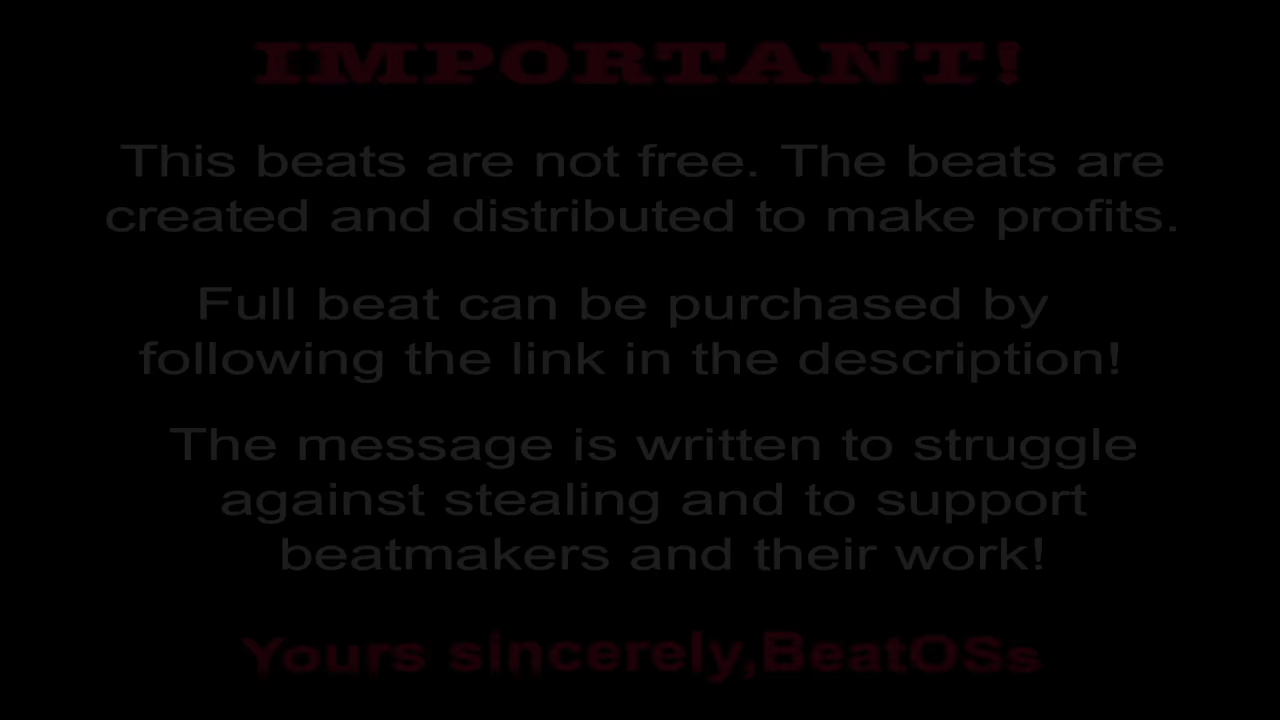 IMPORTANT!
This beats are not free. The beats are
created and distributed to make profits.
Full beat can be purchased by
following the link in the description!
The message is written to struggle
against stealing and to support
beatmakers and their work!
Yours sincerely,BeatOSs